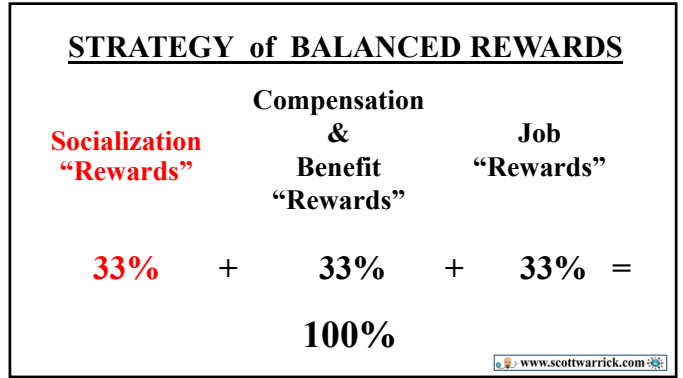 STRATEGY of BALANCED REWARDS
Socialization
“Rewards”
Compensation
&
Benefit
“Rewards”
Job
“Rewards”
33% + 33% + 33% =
100%
www.scottwarrick.com